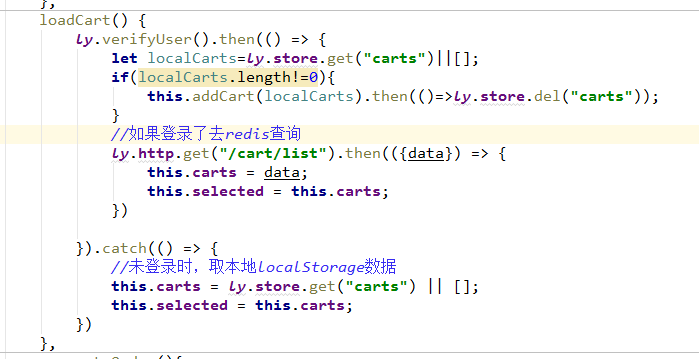 },
loadCart() {
ly.verifyUser().then(() => {
let localCarts=ly.store.get("carts")||[];
if(localCarts.length!=0){
this.addCart(localCarts).then(()=>ly.store.del("carts"));
}
//如果登录了去redis查询
ly.http.get("/cart/list").then(({data}) => {
this.carts = data;
this.selected = this.carts;
})
}).catch(() => {
//未登录时，取本地localStorage数据
this.carts = ly.store.get("carts") || [];
this.selected = this.carts;
})
},